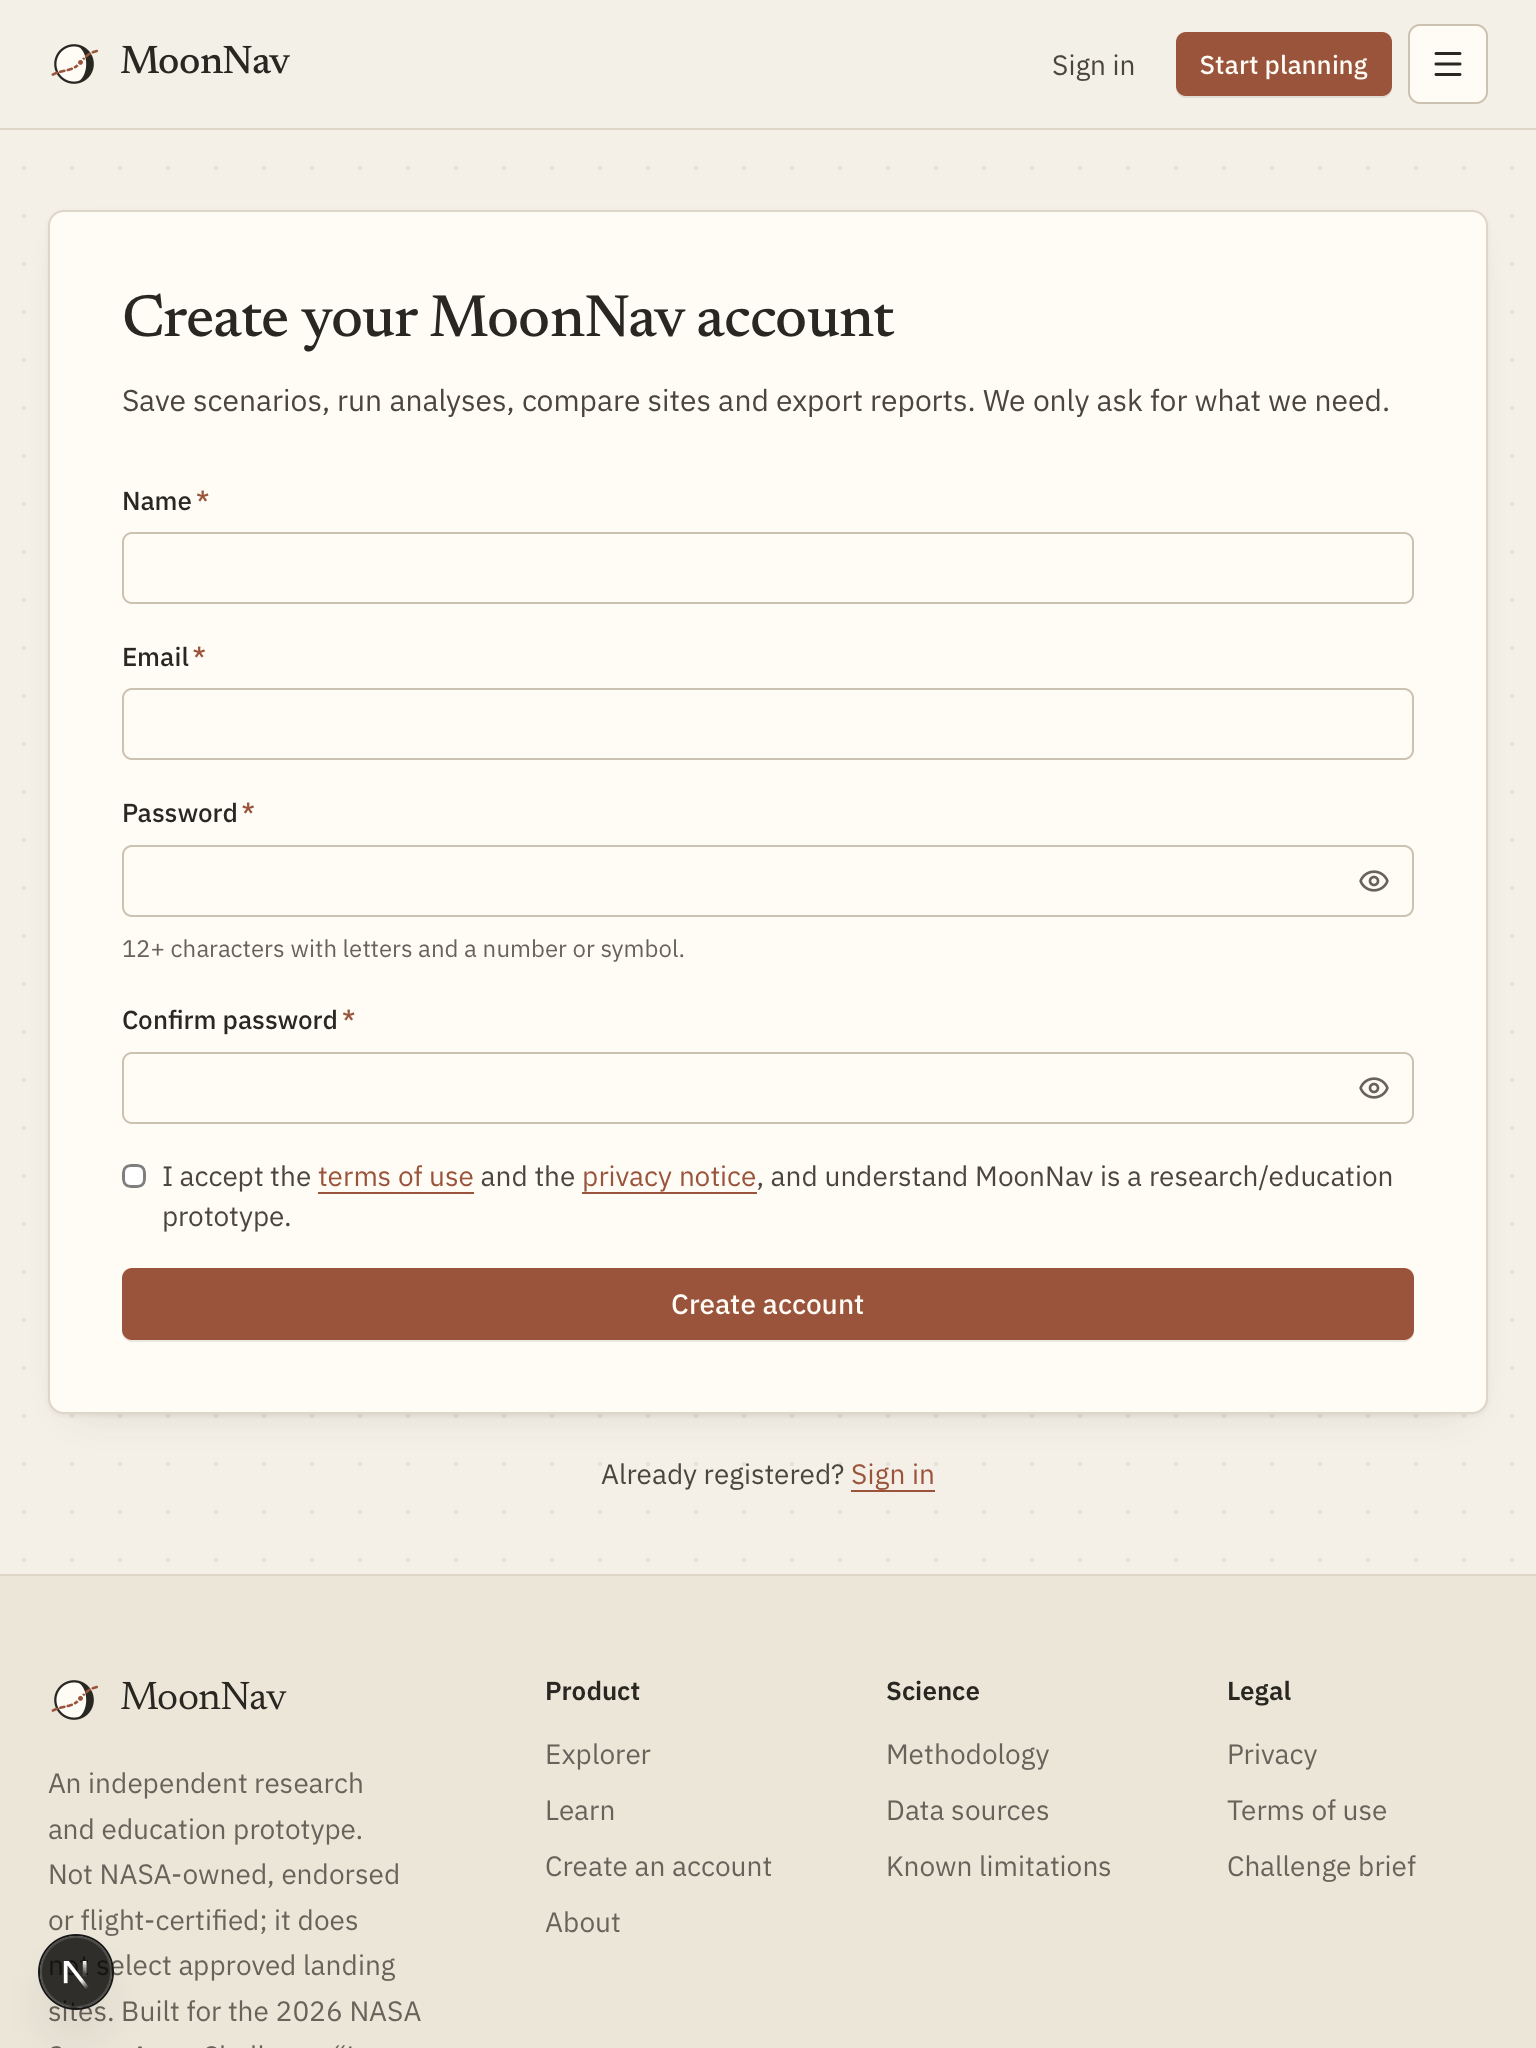 MoonNav
Sign in
Start planning
Create your MoonNav account
Save scenarios, run analyses, compare sites and export reports. We only ask for what we need.
Name *
Email *
Password *
12+ characters with letters and a number or symbol.
Confirm password *
I accept the terms of use and the privacy notice, and understand MoonNav is a research/education
prototype.
Create account
Already registered? Sign in
MoonNav
An independent research
and education prototype.
Not NASA-owned, endorsed
or flight-certified; it does
not select approved landing
sites. Built for the 2026 NASA
N
Product
Explorer
Learn
Create an account
About
Science
Methodology
Data sources
Known limitations
Legal
Privacy
Terms of use
Challenge brief